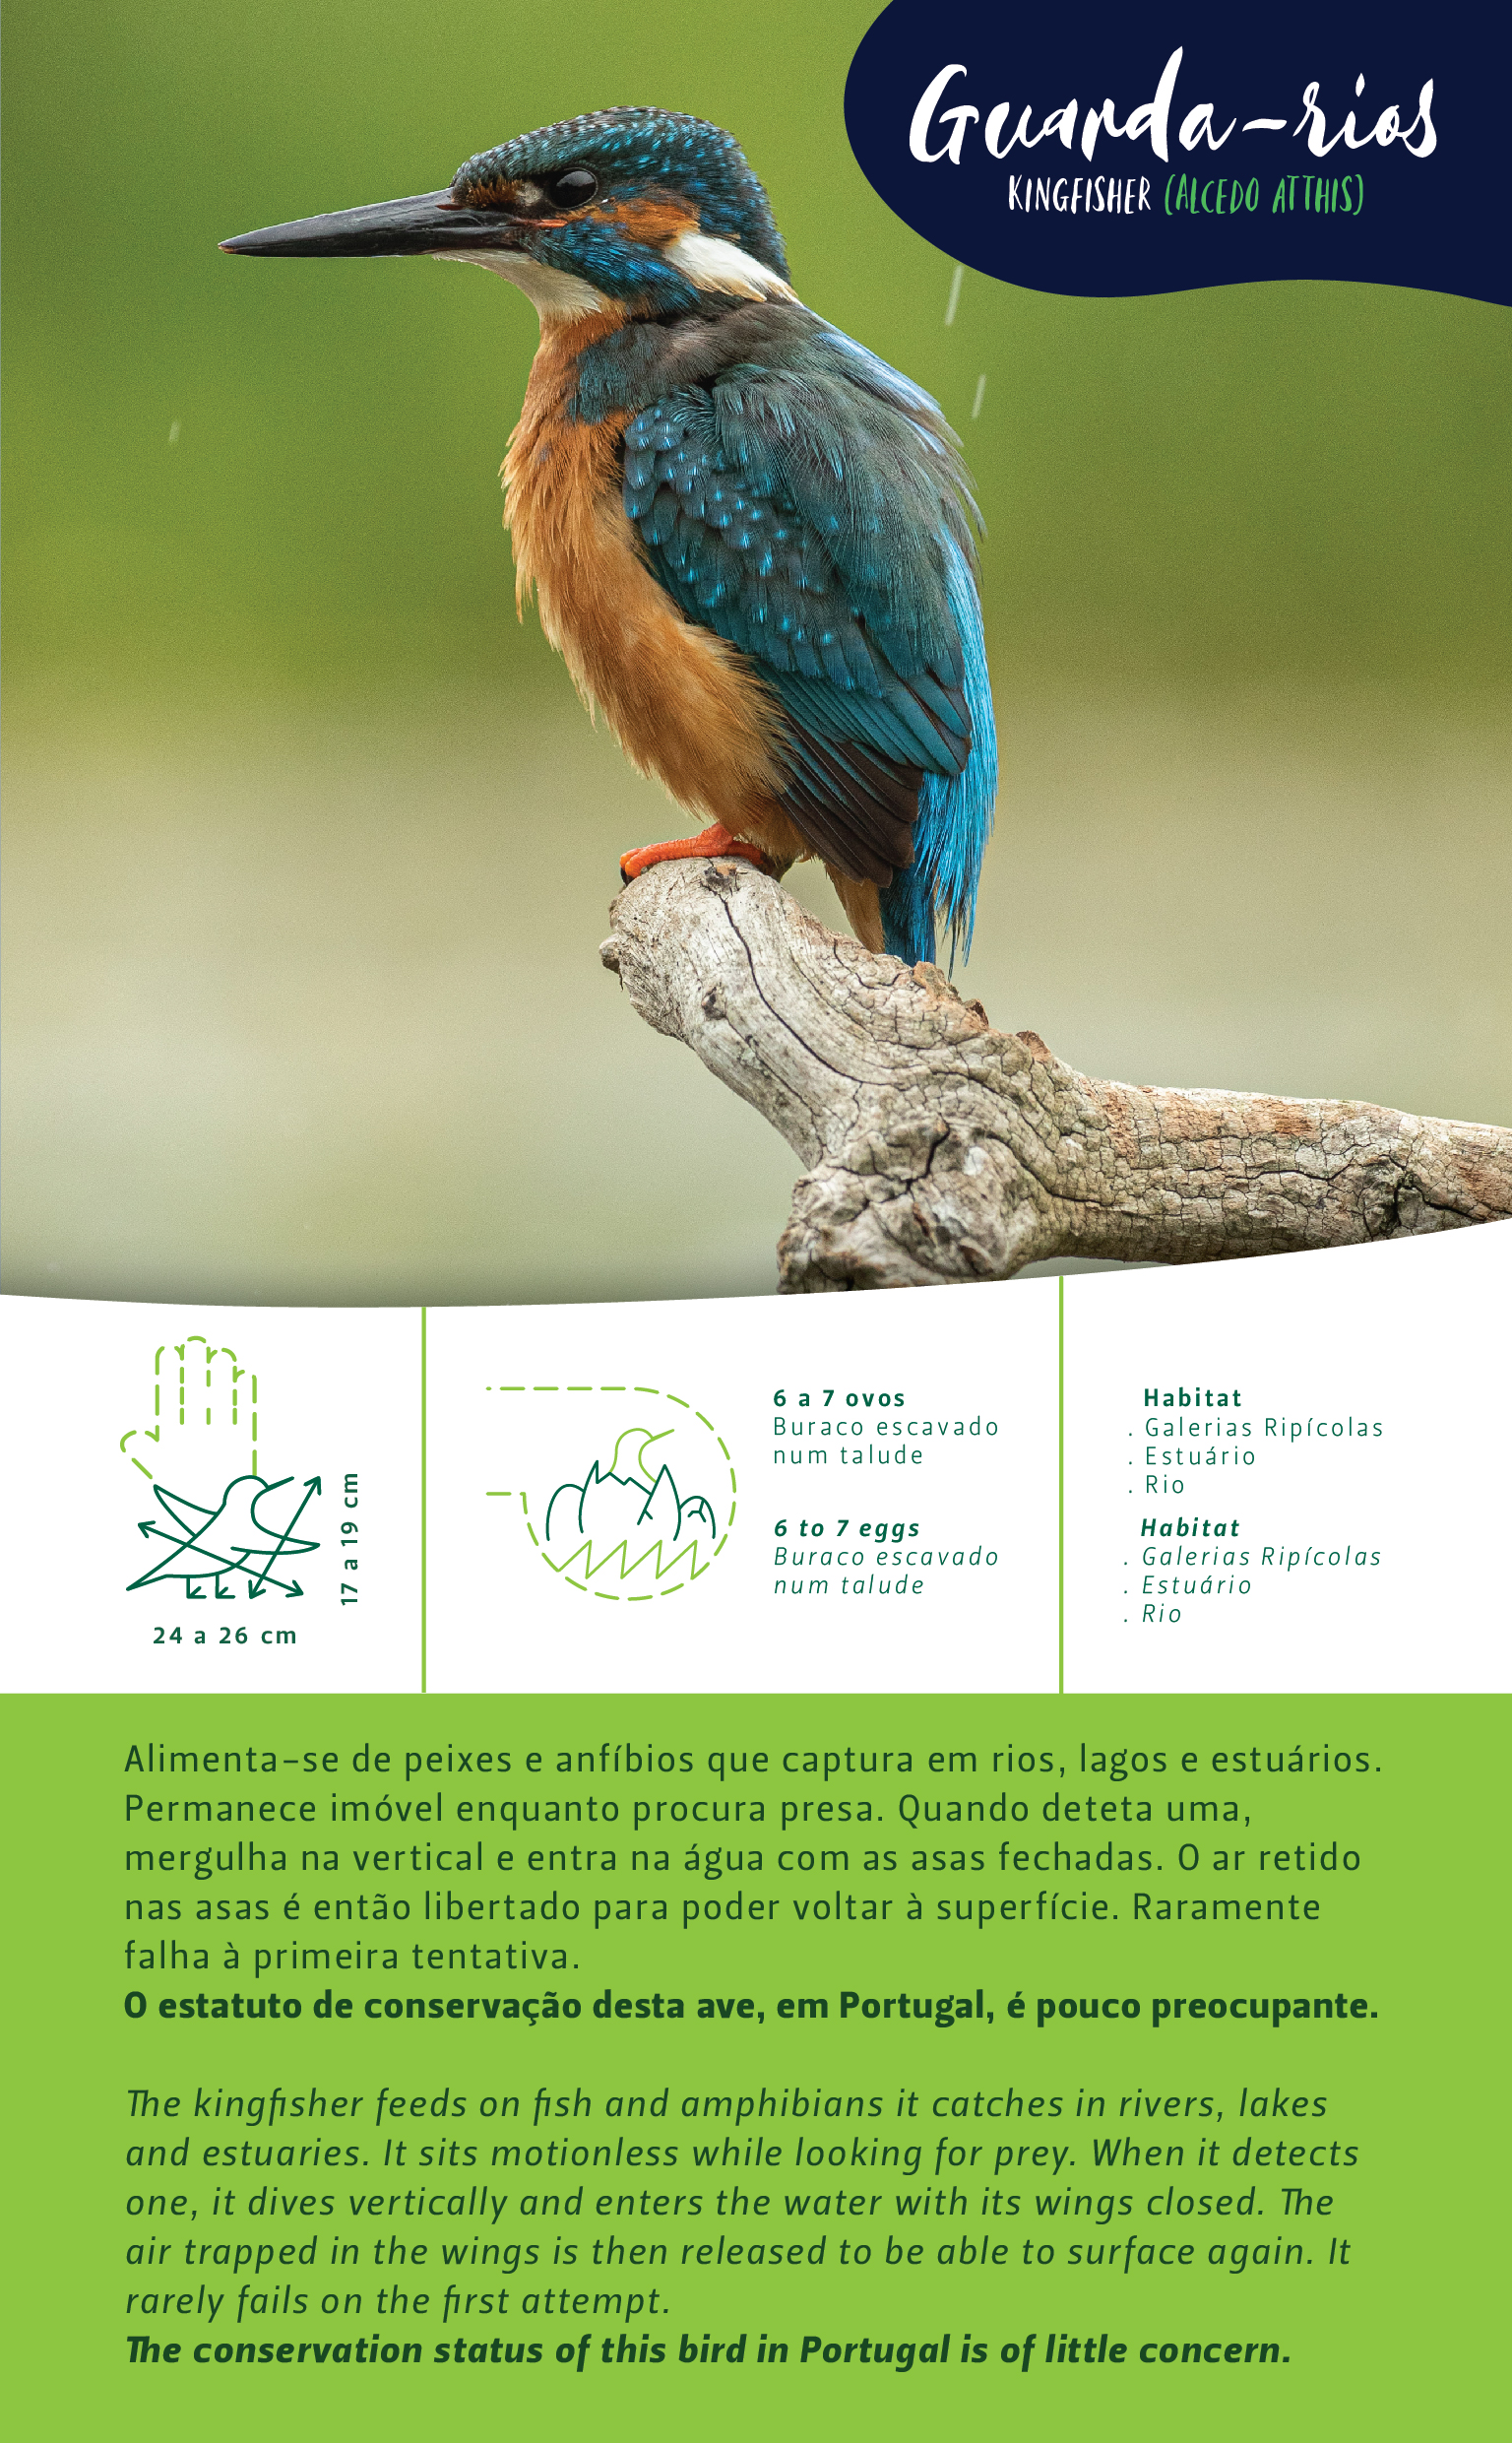 Guarda-rios
KINGFISHER (ALCEDO ATTHIS)
17 a 19 cm
24 a 26 cm
6 a 7 ovos
Buraco escavado
num talude
6 to 7 eggs
Buraco escavado
num talude
Habitat
. Galerias Ripícolas
. Estuário
. Rio
Habitat
. Galerias Ripícolas
. Estuário
. Rio
Alimenta-se de peixes e anfíbios que captura em rios, lagos e estuários.
Permanece imóvel enquanto procura presa. Quando deteta uma,
mergulha na vertical e entra na água com as asas fechadas. O ar retido
nas asas é então libertado para poder voltar à superfície. Raramente
falha à primeira tentativa.
O estatuto de conservação desta ave, em Portugal, é pouco preocupante.
The kingfisher feeds on fish and amphibians it catches in rivers, lakes
and estuaries. It sits motionless while looking for prey. When it detects
one, it dives vertically and enters the water with its wings closed. The
air trapped in the wings is then released to be able to surface again. It
rarely fails on the first attempt.
The conservation status of this bird in Portugal is of little concern.